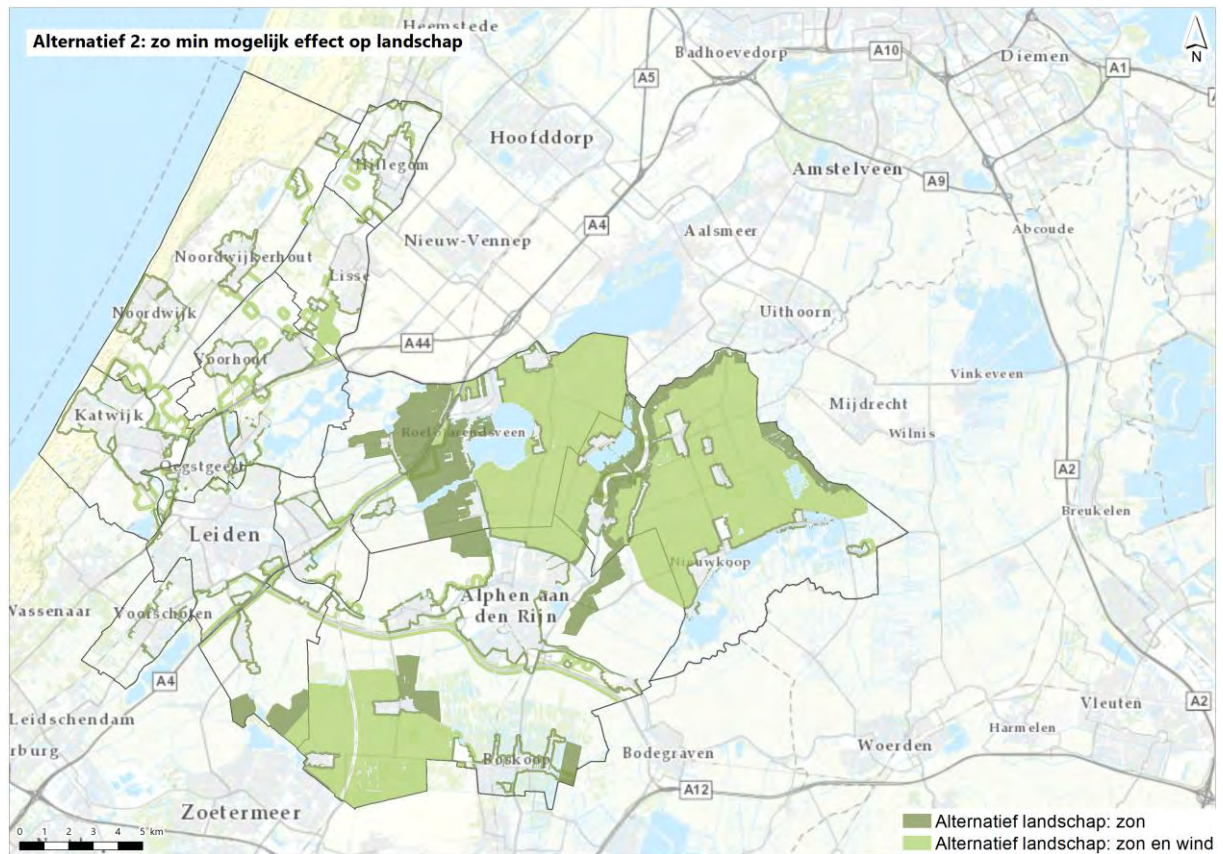 Alternatief 2: zo min mogelijk effect op landschap
Heemstede
Badhoevedorp
A10
Diemen
A1
A5
N
Hoofddorp
Hillegom
Amstelveen
A9
A4
Nieuw-Vennep
Aalsmeer
Abcoude
Noordwijkerhout
Lisse
Noordwijk
Uithoorn
Voorhout
A44
Vinkeveen
Katwijk
Mijdrecht
Roelofarendsveen
Wilnis
Oegstgeest
A2
Leiden
Breukelen
Nieuwkoop
Wassenaar
Voorschoten
Alphen aan
den Rijn
A4
Vleuten
A2
Leidschendam
Harmelen
rburg
Boskoop
Bodegraven
Woerden
A12
Zoetermeer
0 1 2 3 4 5 km
Alternatief landschap: zon
Alternatief landschap: zon en wind